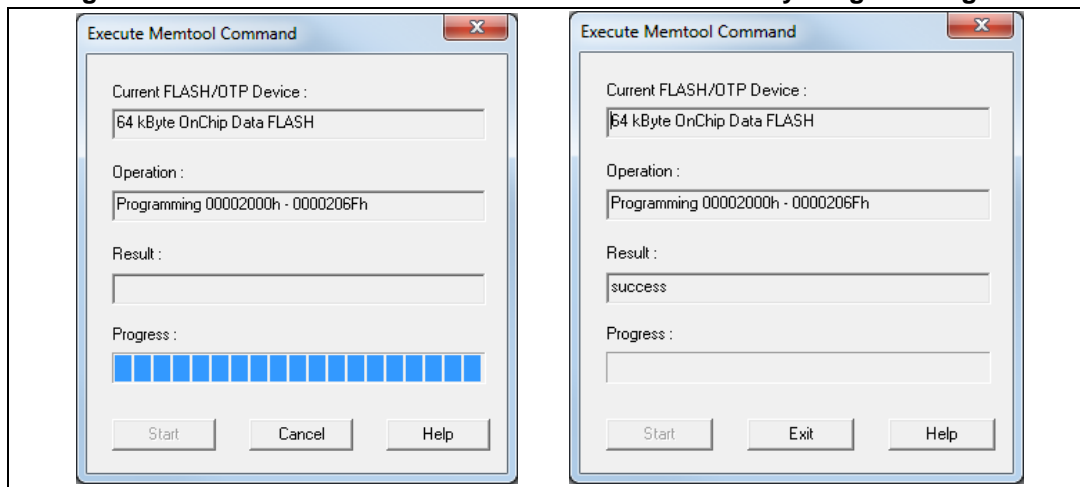 Execute Memtool Command
Current FLASH/OTP Device :
64 kByte OnChip Data FLASH
Operation :
Programming 00002000h - 0000206Fh
Result :
Progress :
Start Cancel Help
Execute Memtool Command
Current FLASH/OTP Device :
64 kByte OnChip Data FLASH
Operation :
Programming 00002000h - 0000206Fh
Result :
success
Progress :
Start Exit Help